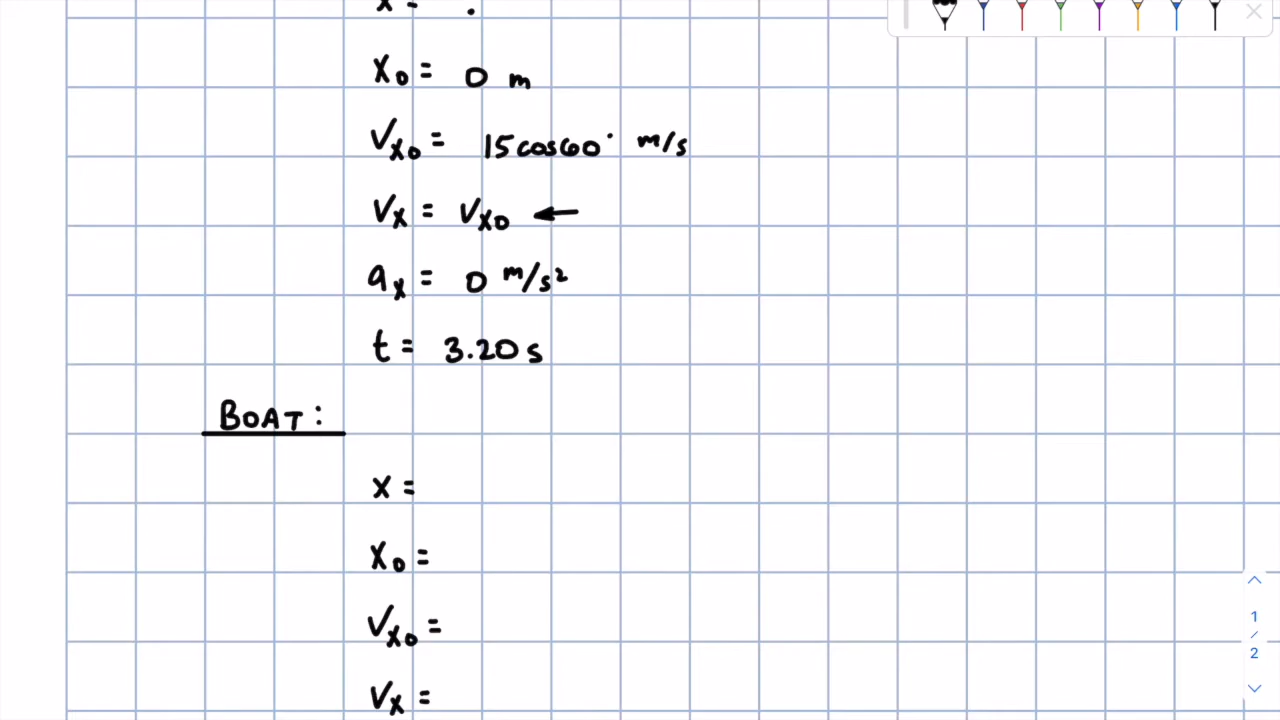 x = ?
x₀ = 0 m
Vx₀ = 15cos60° m/s
Vx = Vx₀ ←
ax = 0 m/s²
t = 3.20 s
BOAT:
x =
x₀ =
Vx₀ =
Vx =
1
/
2